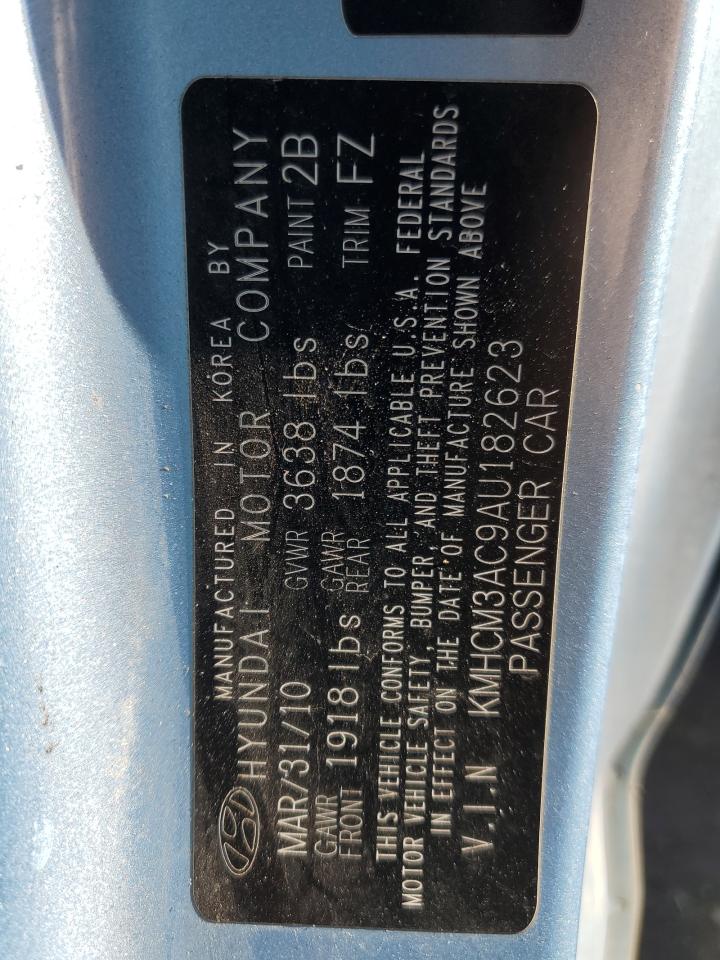 MANUFACTURED IN KOREA BY
HYUNDAI MOTOR COMPANY
MAR/31/10 GVWR 3638 lbs PAINT 2B
GAWR FRONT 1918 lbs GAWR REAR 1874 lbs TRIM FZ
THIS VEHICLE CONFORMS TO ALL APPLICABLE U.S.A. FEDERAL
MOTOR VEHICLE SAFETY, BUMPER, AND THEFT PREVENTION STANDARDS
IN EFFECT ON THE DATE OF MANUFACTURE SHOWN ABOVE
V.I.N KMHCM3AC9AU182623
PASSENGER CAR